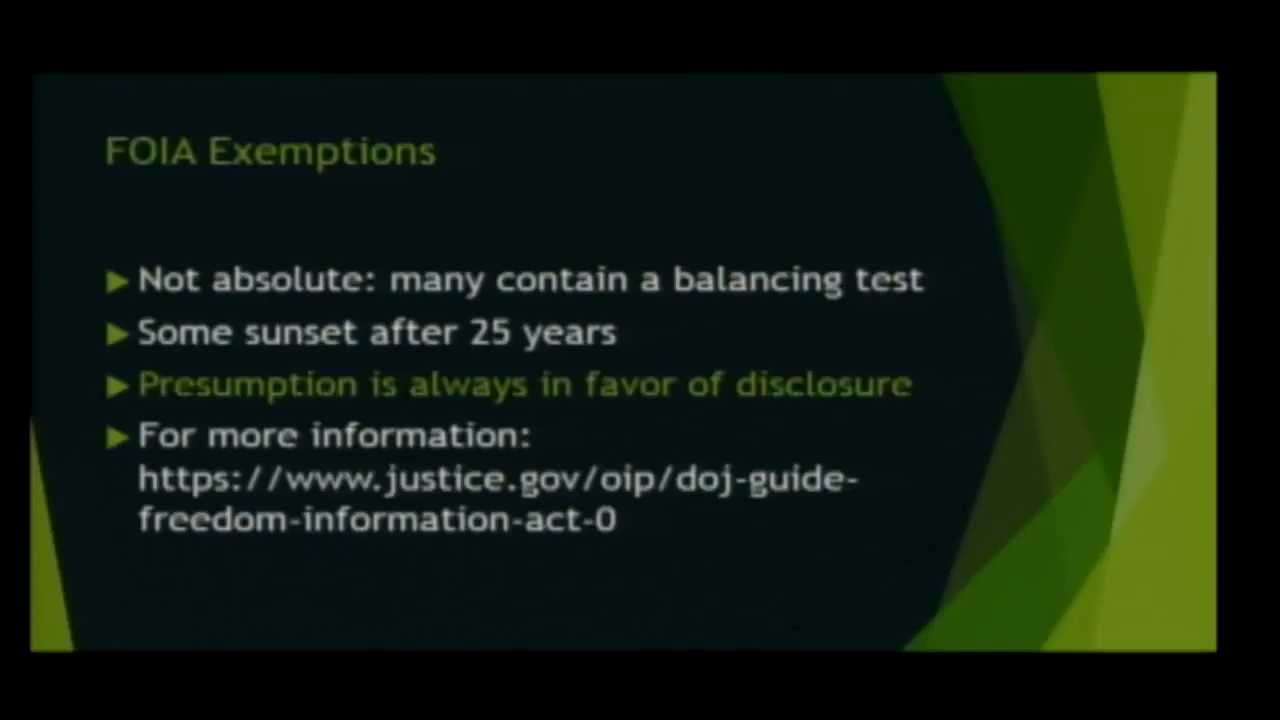 FOIA Exemptions
Not absolute: many contain a balancing test
Some sunset after 25 years
Presumption is always in favor of disclosure
For more information:
https://www.justice.gov/oip/doj-guide-
freedom-information-act-0